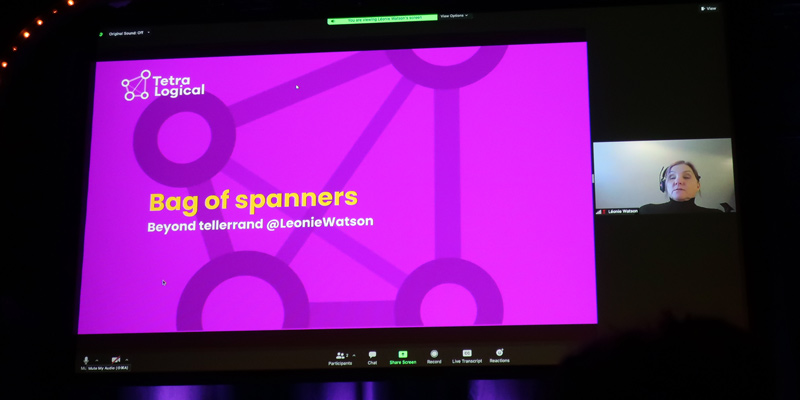 Original Sound: Off
You are viewing Léonie Watson's screen
View Options
View
Tetra
Logical
Bag of spanners
Beyond tellerrand @LeonieWatson
Léonie Watson
Mute My Audio
Participants
2
Chat
Share Screen
Record
Live Transcript
Reactions